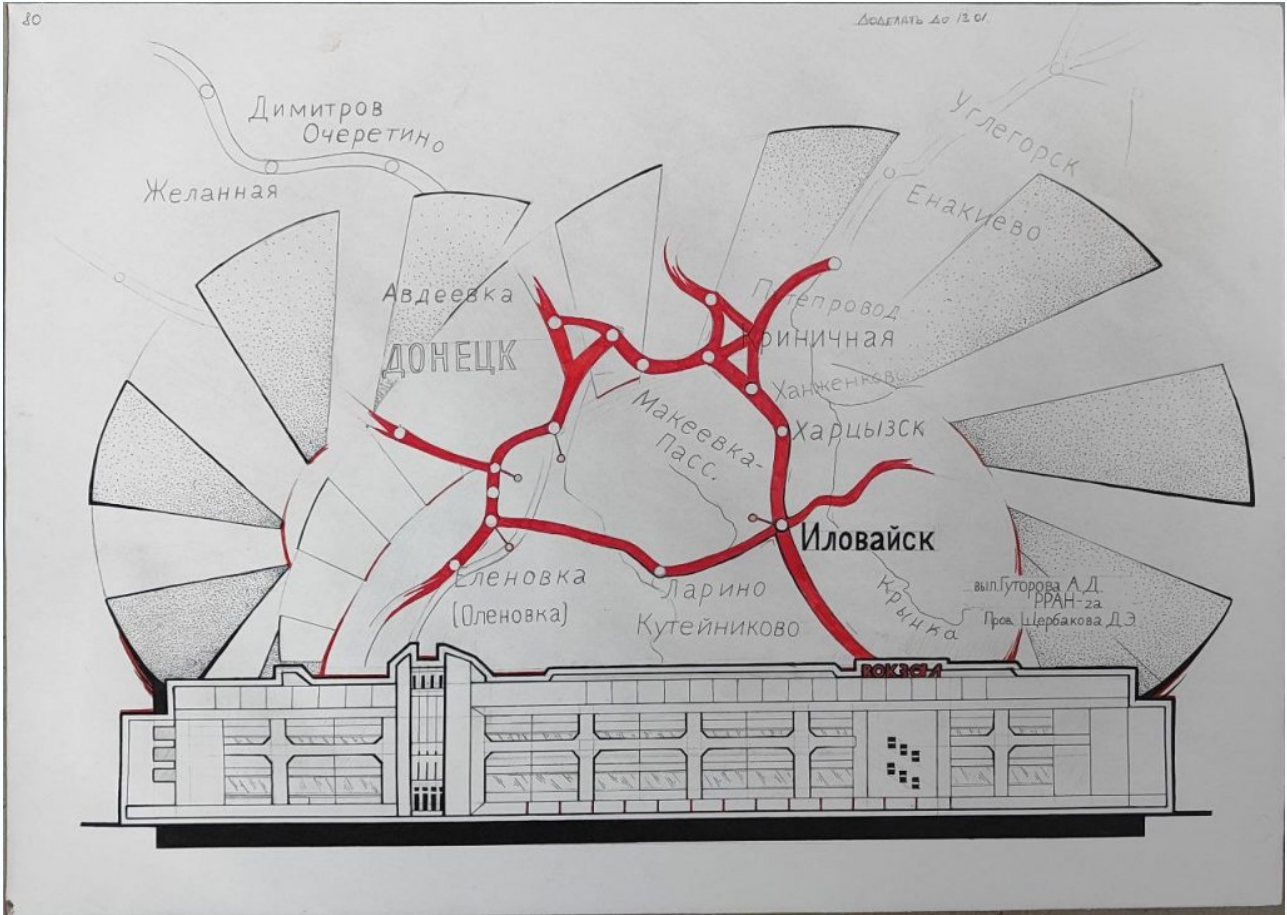 80
ДОДЕЛАТЬ ДО 12.01.
Димитров
Очеретино
Желанная
Углегорск
Енакиево
Авдеевка
ДОНЕЦК
Путепровод
Криничная
Ханженково
Харцызск
Макеевка-
Пасс.
Иловайск
Еленовка
(Оленовка)
Ларино
Кутейниково
Крынка
вып.Гуторова А.Д.
РРАН-2а
Пров. Щербакова Д.Э.
ВОКЗАЛ